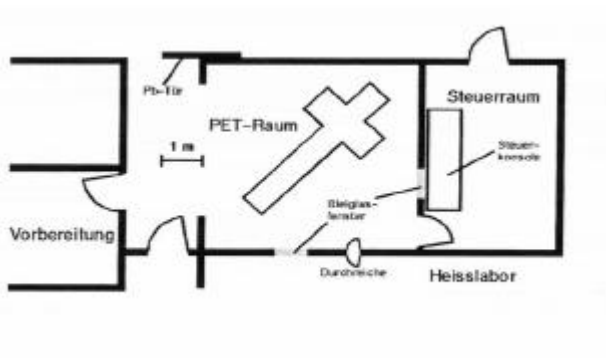 Pb-Tür
1 m
PET-Raum
Steuerraum
Steuer-
konsole
Bleiglas-
fenster
Vorbereitung
Durchreiche
Heisslabor